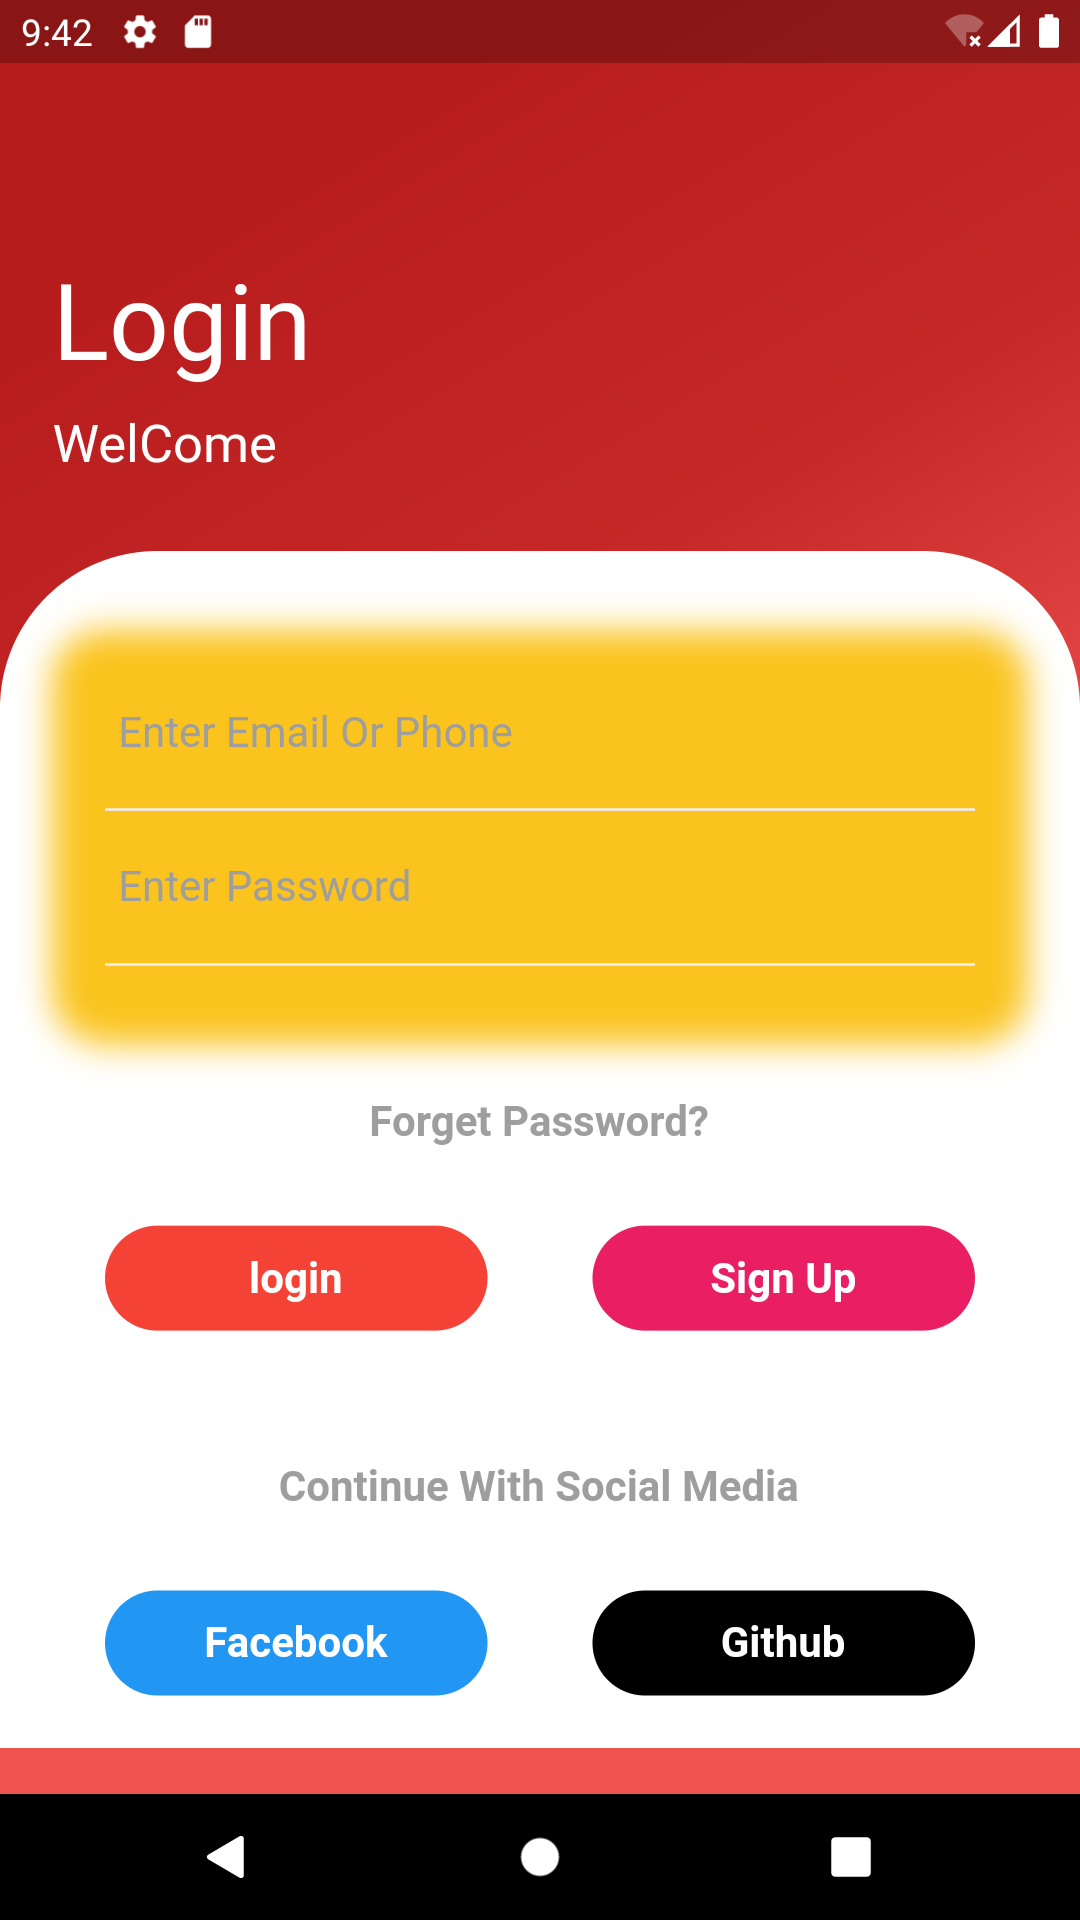 9:42
Login
WelCome
Enter Email Or Phone
Enter Password
Forget Password?
login
Sign Up
Continue With Social Media
Facebook
Github